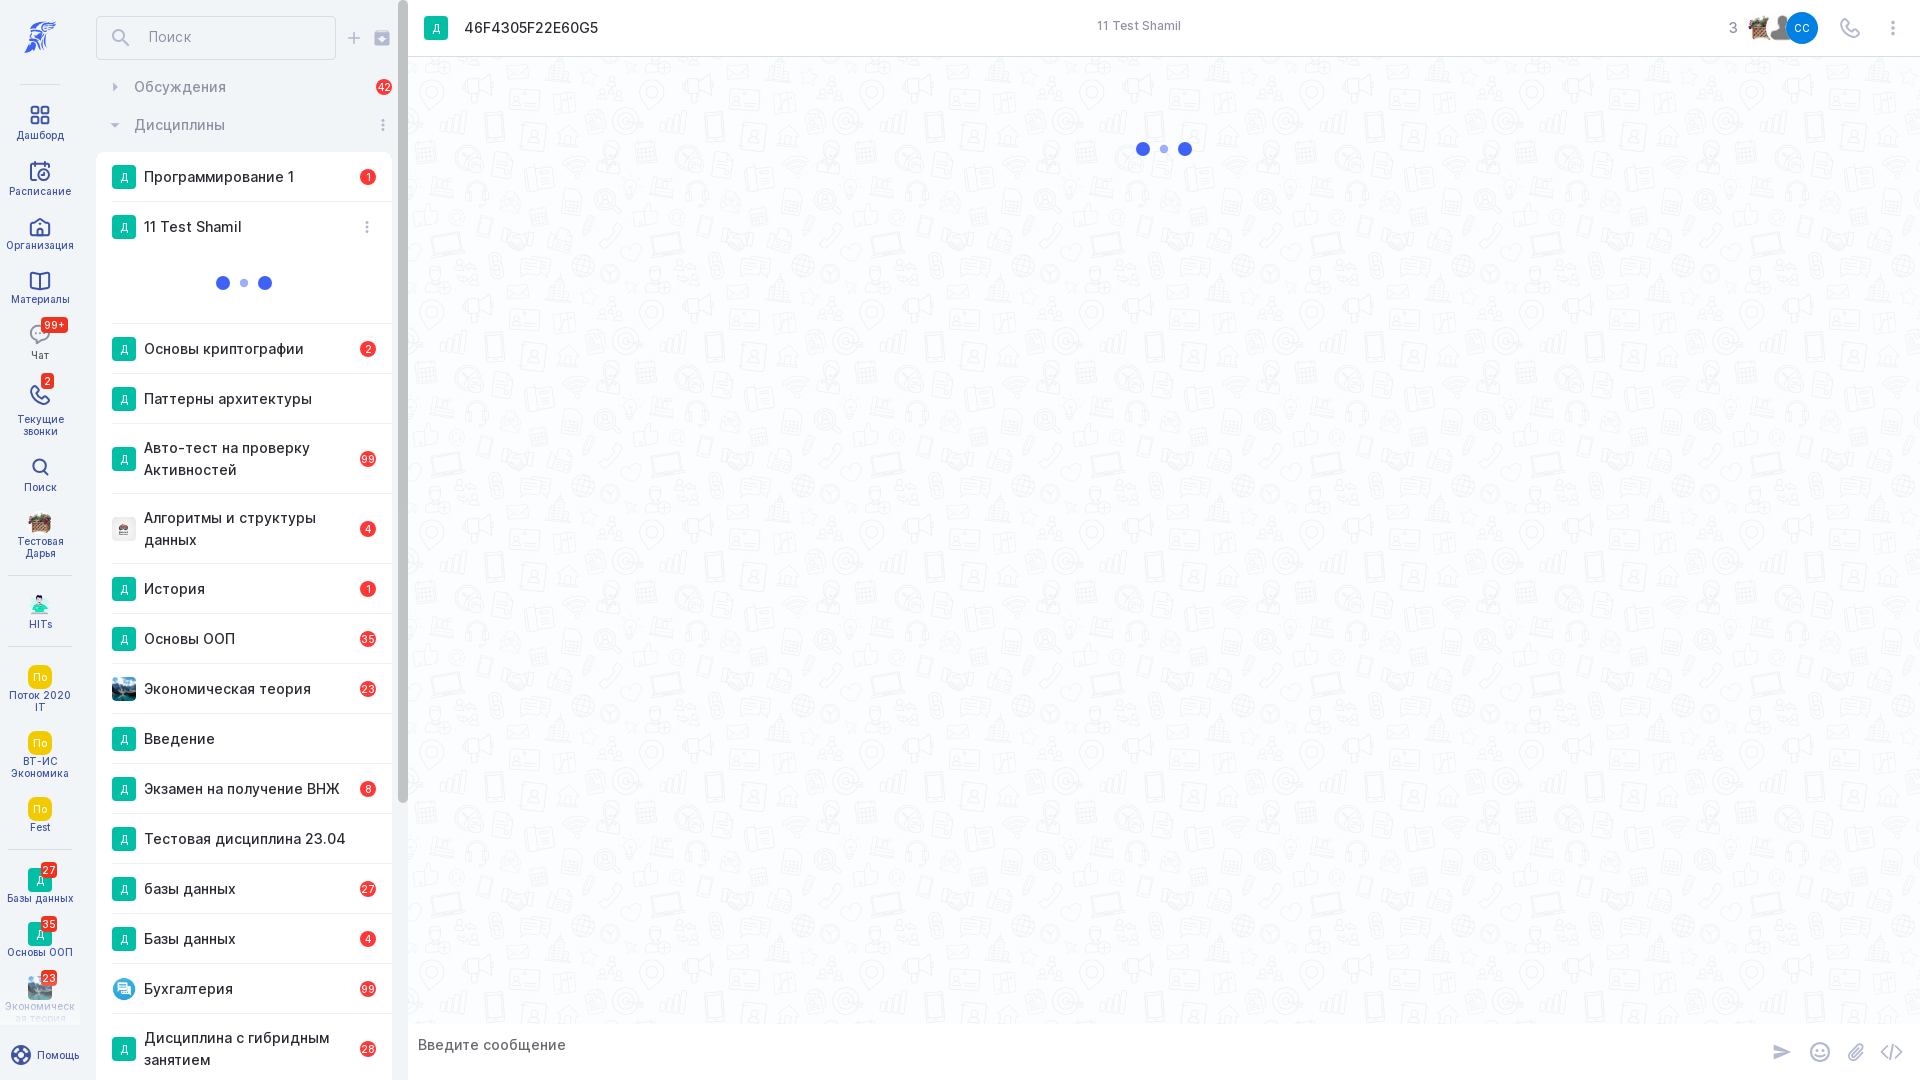 Дашборд
Расписание
Организация
Материалы
99+
Чат
2
Текущие
звонки
Поиск
Тестовая
Дарья
HITs
По
Поток 2020
IT
По
ВТ-ИС
Экономика
По
Fest
27
Д
Базы данных
35
Д
Основы ООП
23
Экономическ
ая теория
Помощь
Поиск
Обсуждения
42
Дисциплины
Д
Программирование 1
1
Д
11 Test Shamil
Д
Основы криптографии
2
Д
Паттерны архитектуры
Д
Авто-тест на проверку
Активностей
99
Алгоритмы и структуры
данных
4
Д
История
1
Д
Основы ООП
35
Экономическая теория
23
Д
Введение
Д
Экзамен на получение ВНЖ
8
Д
Тестовая дисциплина 23.04
Д
базы данных
27
Д
Базы данных
4
Бухгалтерия
99
Д
Дисциплина с гибридным
занятием
28
Д
46F4305F22E60G5
11 Test Shamil
3
СС
Введите сообщение